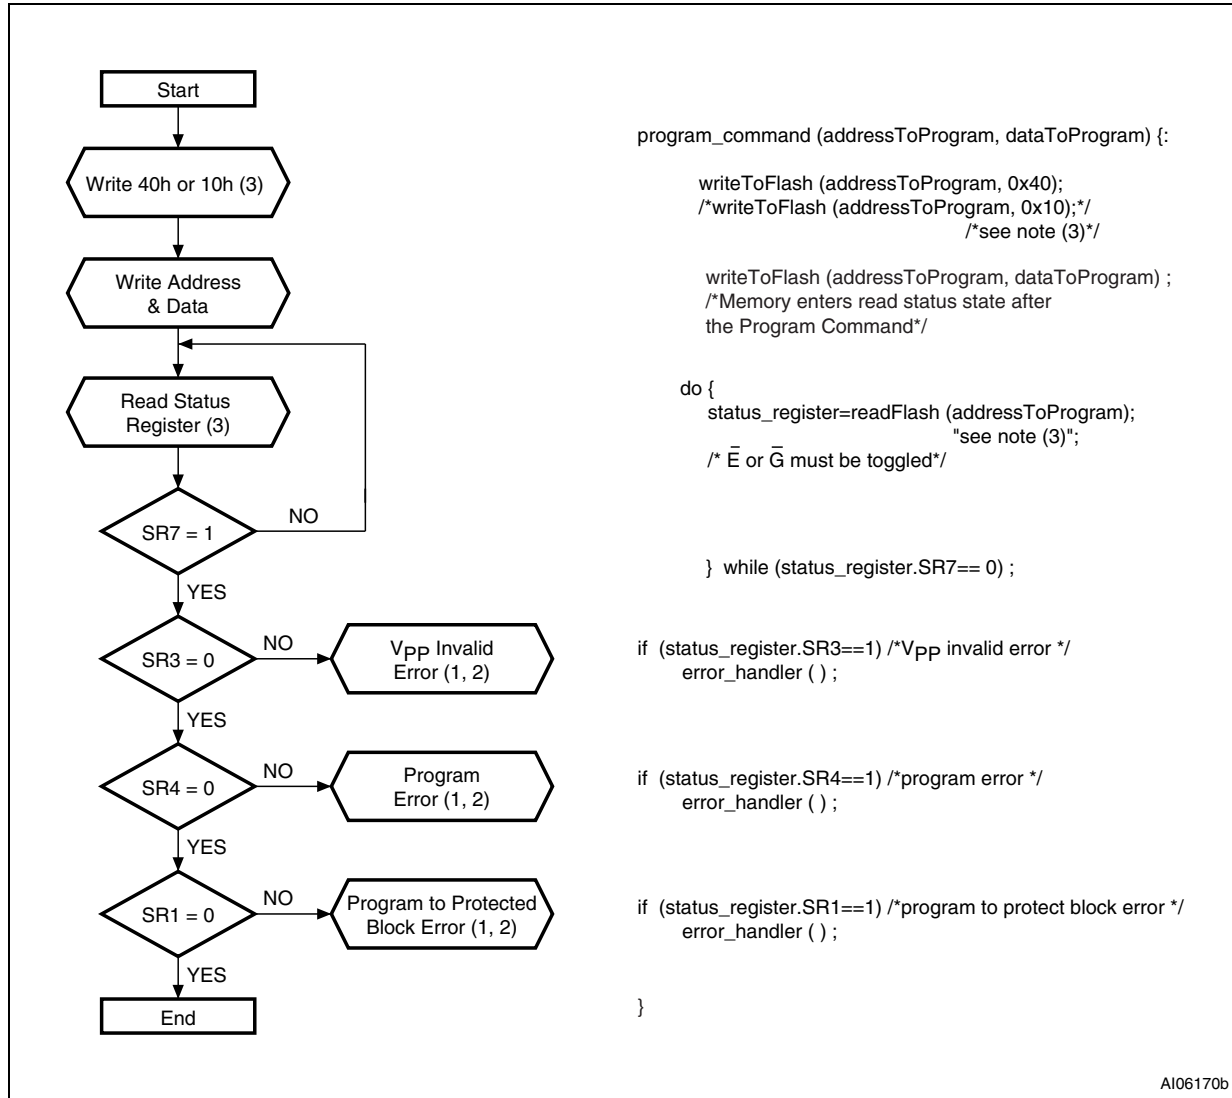 Start
Write 40h or 10h (3)
Write Address
& Data
Read Status
Register (3)
SR7 = 1
NO
YES
SR3 = 0
NO
VPP Invalid
Error (1, 2)
YES
SR4 = 0
NO
Program
Error (1, 2)
YES
SR1 = 0
NO
Program to Protected
Block Error (1, 2)
YES
End
program_command (addressToProgram, dataToProgram) {:
writeToFlash (addressToProgram, 0x40);
/*writeToFlash (addressToProgram, 0x10);*/
/*see note (3)*/
writeToFlash (addressToProgram, dataToProgram) ;
/*Memory enters read status state after
the Program Command*/
do {
status_register=readFlash (addressToProgram);
"see note (3)";
/* E̅ or G̅ must be toggled*/
} while (status_register.SR7== 0) ;
if (status_register.SR3==1) /*VPP invalid error */
error_handler ( ) ;
if (status_register.SR4==1) /*program error */
error_handler ( ) ;
if (status_register.SR1==1) /*program to protect block error */
error_handler ( ) ;
}
AI06170b